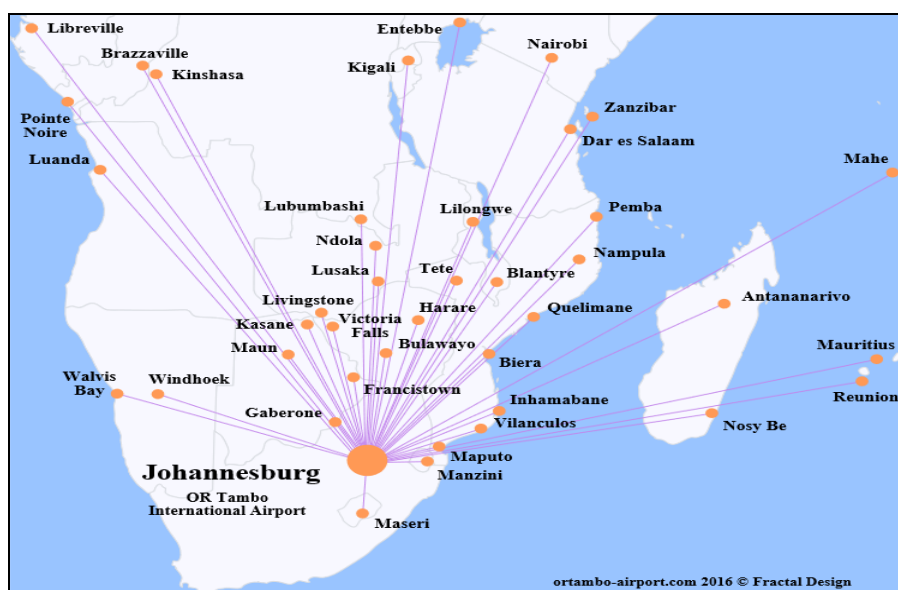 Libreville
Entebbe
Brazzaville
Kinshasa
Kigali
Nairobi
Pointe
Noire
Zanzibar
Dar es Salaam
Luanda
Mahe
Lubumbashi
Lilongwe
Pemba
Ndola
Nampula
Lusaka
Tete
Blantyre
Livingstone
Harare
Quelimane
Antananarivo
Kasane
Victoria
Falls
Maun
Bulawayo
Biera
Mauritius
Walvis
Bay
Windhoek
Francistown
Reunion
Gaberone
Inhamabane
Vilanculos
Nosy Be
Maputo
Manzini
Johannesburg
OR Tambo
International Airport
Maseri
ortambo-airport.com 2016 © Fractal Design